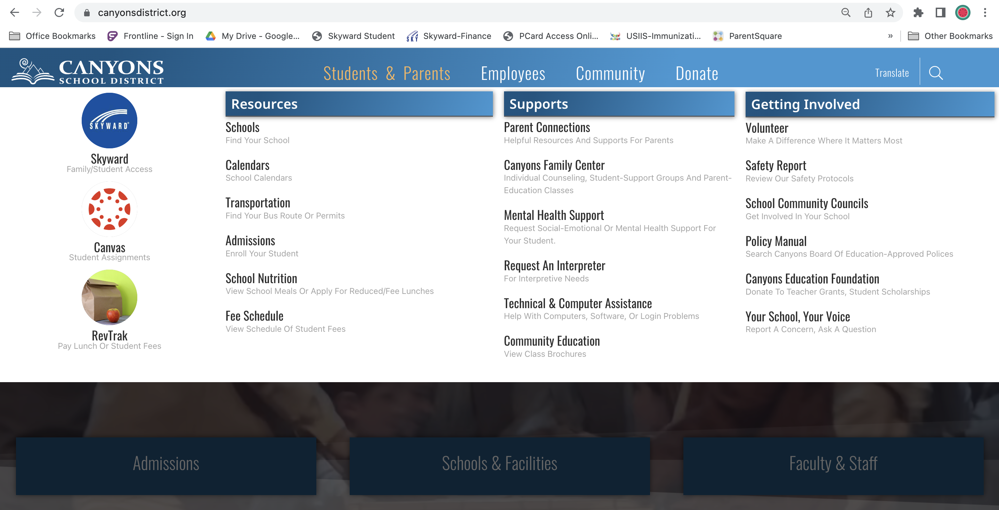 canyonsdistrict.org
Office Bookmarks
Frontline - Sign In
My Drive - Google...
Skyward Student
SKY
Skyward-Finance
PCard Access Onli...
USIIS-Immunizati...
ParentSquare
»
Other Bookmarks
CANYONS
SCHOOL DISTRICT
Students & Parents
Employees
Community
Donate
Translate
SKYWARD®
Skyward
Family/Student Access
Canvas
Student Assignments
RevTrak
Pay Lunch Or Student Fees
Resources
Schools
Find Your School
Calendars
School Calendars
Transportation
Find Your Bus Route Or Permits
Admissions
Enroll Your Student
School Nutrition
View School Meals Or Apply For Reduced/Fee Lunches
Fee Schedule
View Schedule Of Student Fees
Supports
Parent Connections
Helpful Resources And Supports For Parents
Canyons Family Center
Individual Counseling, Student-Support Groups And Parent-
Education Classes
Mental Health Support
Request Social-Emotional Or Mental Health Support For
Your Student.
Request An Interpreter
For Interpretive Needs
Technical & Computer Assistance
Help With Computers, Software, Or Login Problems
Community Education
View Class Brochures
Getting Involved
Volunteer
Make A Difference Where It Matters Most
Safety Report
Review Our Safety Protocols
School Community Councils
Get Involved In Your School
Policy Manual
Search Canyons Board Of Education-Approved Polices
Canyons Education Foundation
Donate To Teacher Grants, Student Scholarships
Your School, Your Voice
Report A Concern, Ask A Question
Admissions
Schools & Facilities
Faculty & Staff